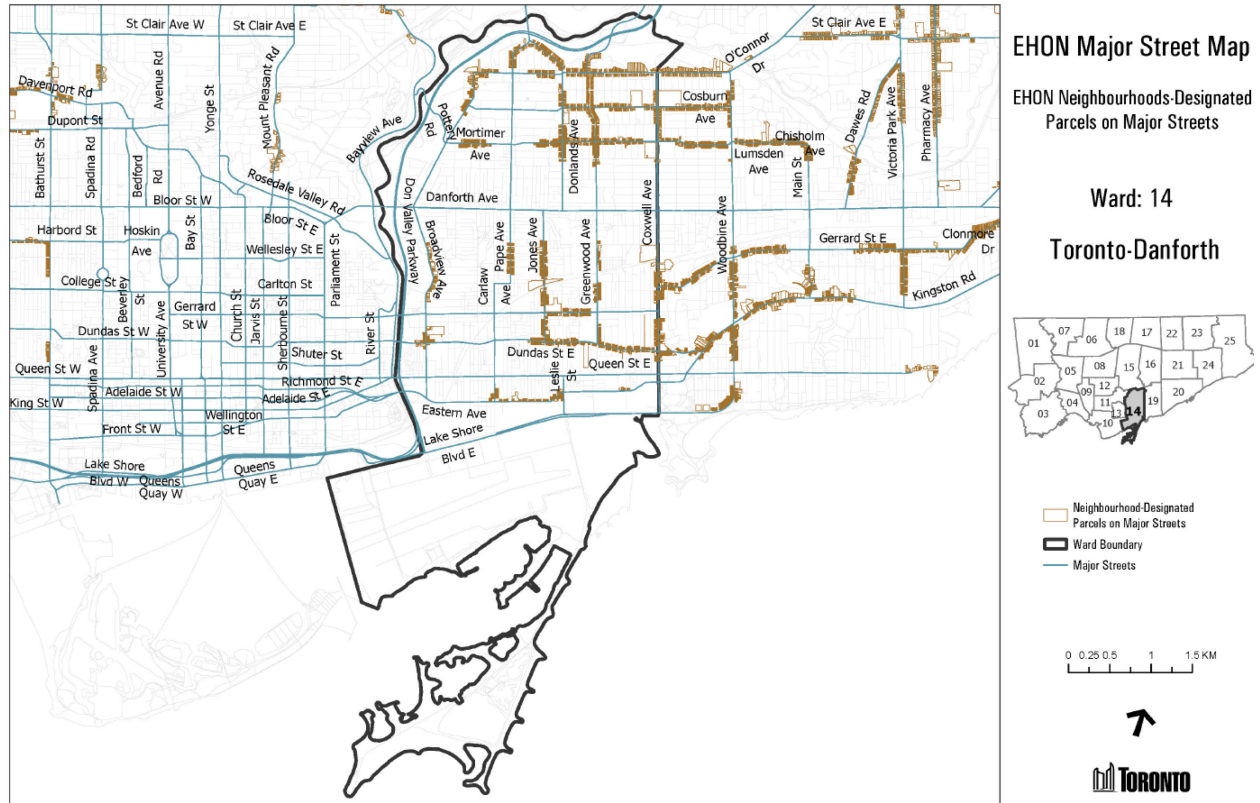 St Clair Ave W
St Clair Ave E
St Clair Ave E
O'Connor
Dr
Davenport Rd
Dupont St
Avenue Rd
Yonge St
Mount Pleasant Rd
Bayview Ave
Pottery
Rd
Mortimer
Ave
Cosburn
Ave
Donlands Ave
Lumsden
Ave
Chisholm
Ave
Main St
Dawes Rd
Victoria Park Ave
Pharmacy Ave
Bathurst St
Spadina Rd
Bedford
Rd
Bloor St W
Rosedale Valley Rd
Bloor St E
Danforth Ave
Don Valley Parkway
Harbord St
Hoskin
Ave
Bay St
Wellesley St E
Parliament St
Broadview Ave
Carlaw
Ave
Pape Ave
Jones Ave
Greenwood Ave
Coxwell Ave
Woodbine Ave
Gerrard St E
Clonmore
Dr
Kingston Rd
College St
Beverley
St
University Ave
Carlton St
Gerrard
St W
Church St
Jarvis St
Sherbourne St
River St
Dundas St W
Shuter St
Dundas St E
Queen St W
Queen St E
Spadina Ave
Richmond St E
Adelaide St W
Adelaide St E
Leslie
St
King St W
Wellington
St E
Eastern Ave
Front St W
Lake Shore
Blvd E
Lake Shore
Blvd W
Queens
Quay W
Queens
Quay E
EHON Major Street Map
EHON Neighbourhoods-Designated
Parcels on Major Streets
Ward: 14
Toronto-Danforth
01
02
03
04
05
06
07
08
09
10
11
12
13
14
15
16
17
18
19
20
21
22
23
24
25
Neighbourhood-Designated
Parcels on Major Streets
Ward Boundary
Major Streets
0 0.25 0.5 1 1.5 KM
TORONTO